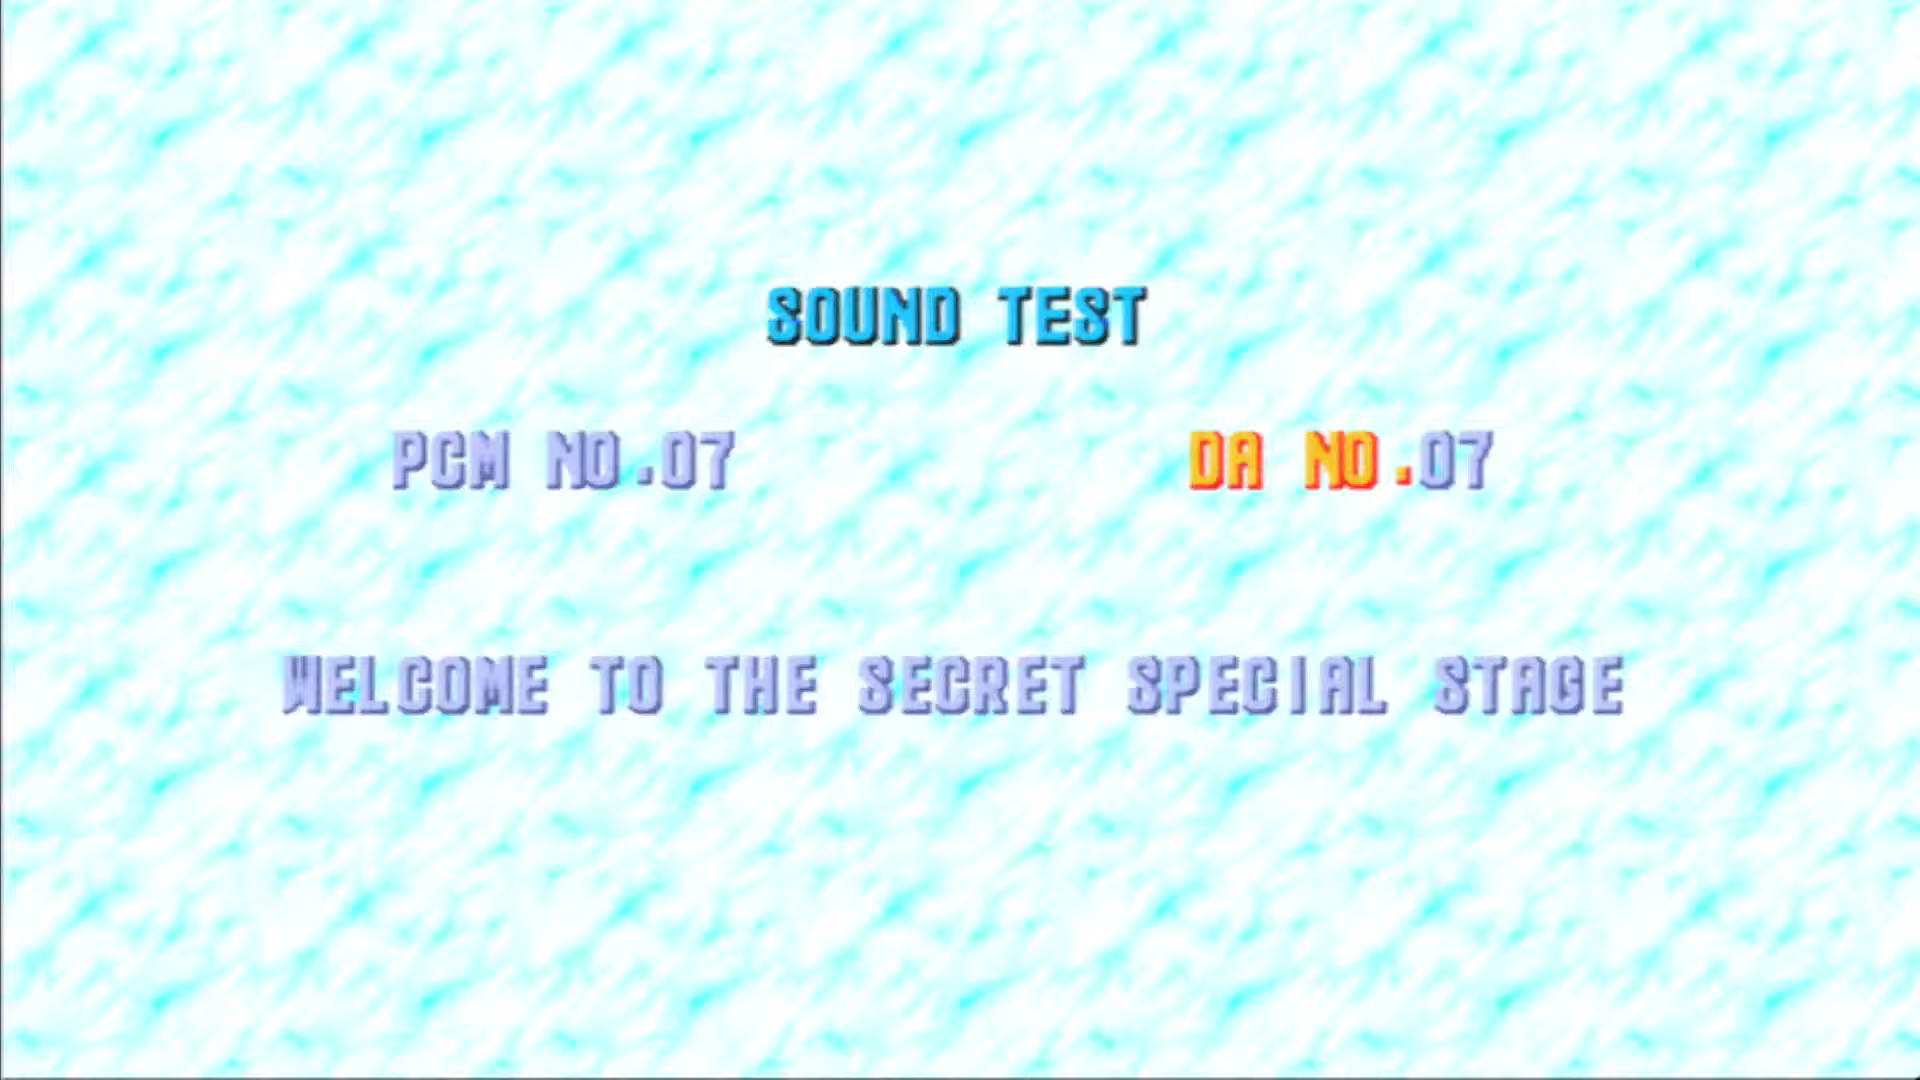 SOUND TEST
PCM NO.07 DA NO.07
WELCOME TO THE SECRET SPECIAL STAGE